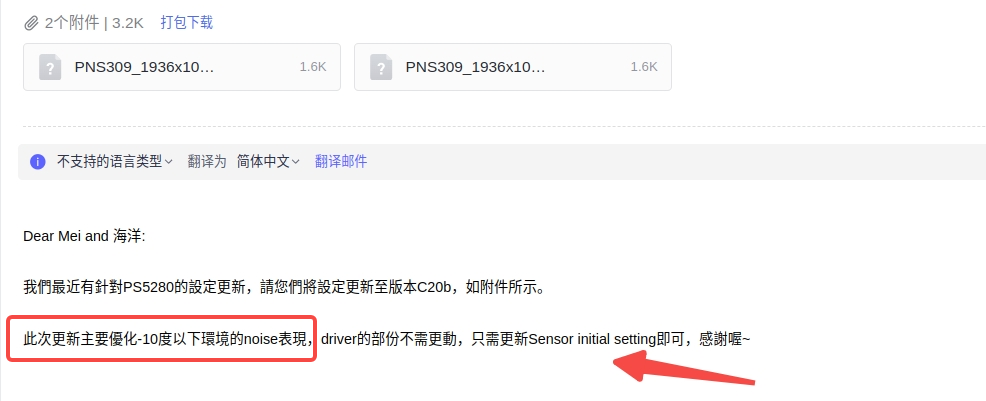 2个附件 | 3.2K 打包下载
PNS309_1936x10… 1.6K PNS309_1936x10… 1.6K
不支持的语言类型 翻译为 简体中文 翻译邮件
Dear Mei and 海洋:
我們最近有針對PS5280的設定更新，請您們將設定更新至版本C20b，如附件所示。
此次更新主要優化-10度以下環境的noise表現，driver的部份不需更動，只需更新Sensor initial setting即可，感謝喔~